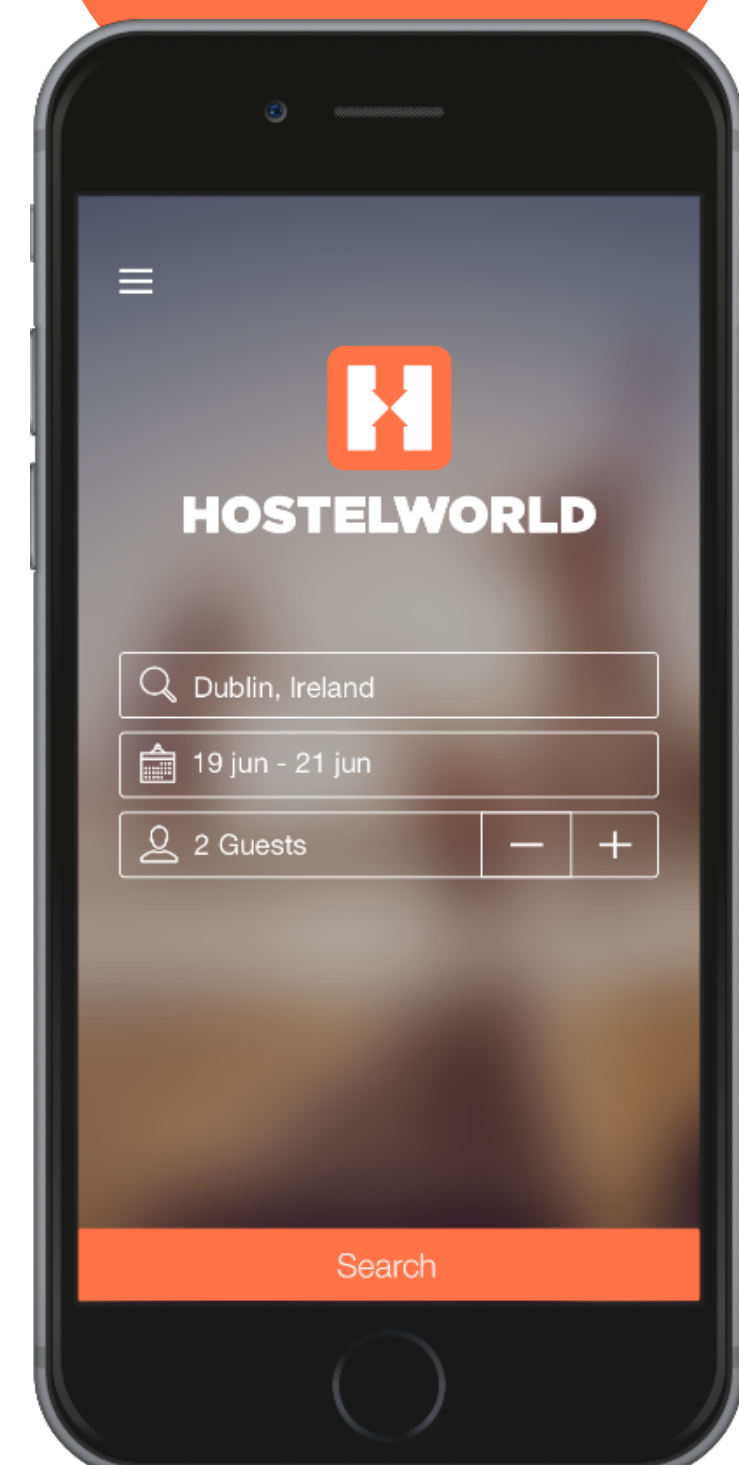 HOSTELWORLD
Dublin, Ireland
19 jun - 21 jun
2 Guests
Search